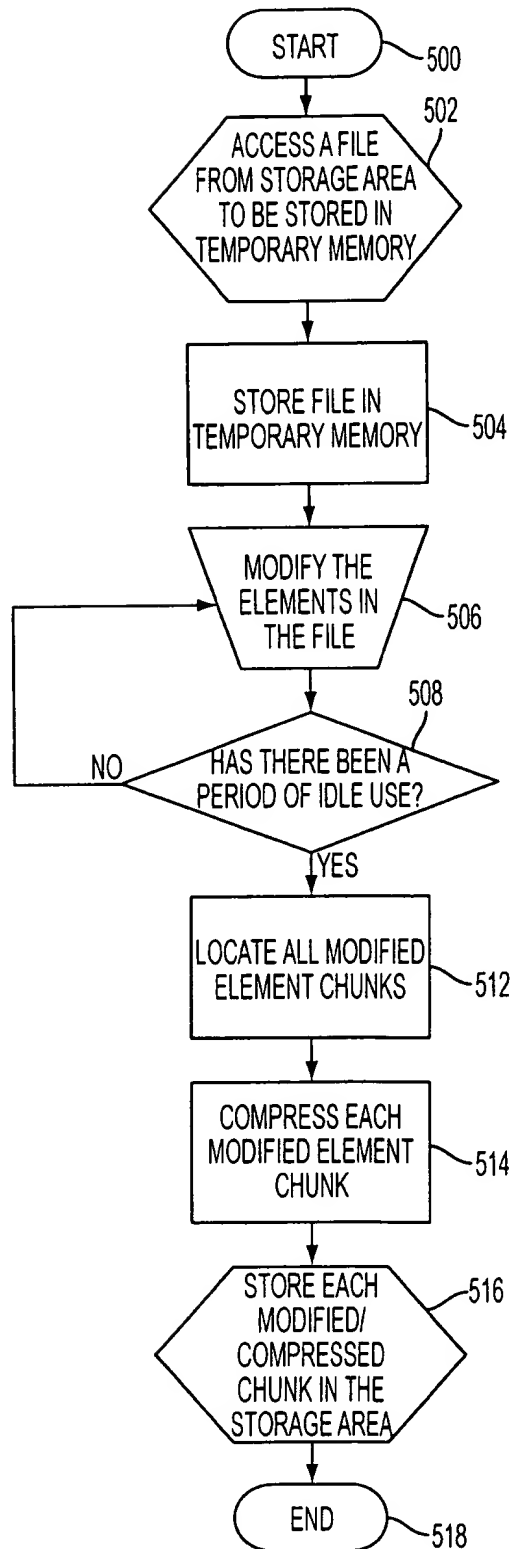 START
500
502
ACCESS A FILE
FROM STORAGE AREA
TO BE STORED IN
TEMPORARY MEMORY
STORE FILE IN
TEMPORARY MEMORY
504
MODIFY THE
ELEMENTS IN
THE FILE
506
508
HAS THERE BEEN A
PERIOD OF IDLE USE?
NO
YES
LOCATE ALL MODIFIED
ELEMENT CHUNKS
512
COMPRESS EACH
MODIFIED ELEMENT
CHUNK
514
516
STORE EACH
MODIFIED/
COMPRESSED
CHUNK IN THE
STORAGE AREA
END
518